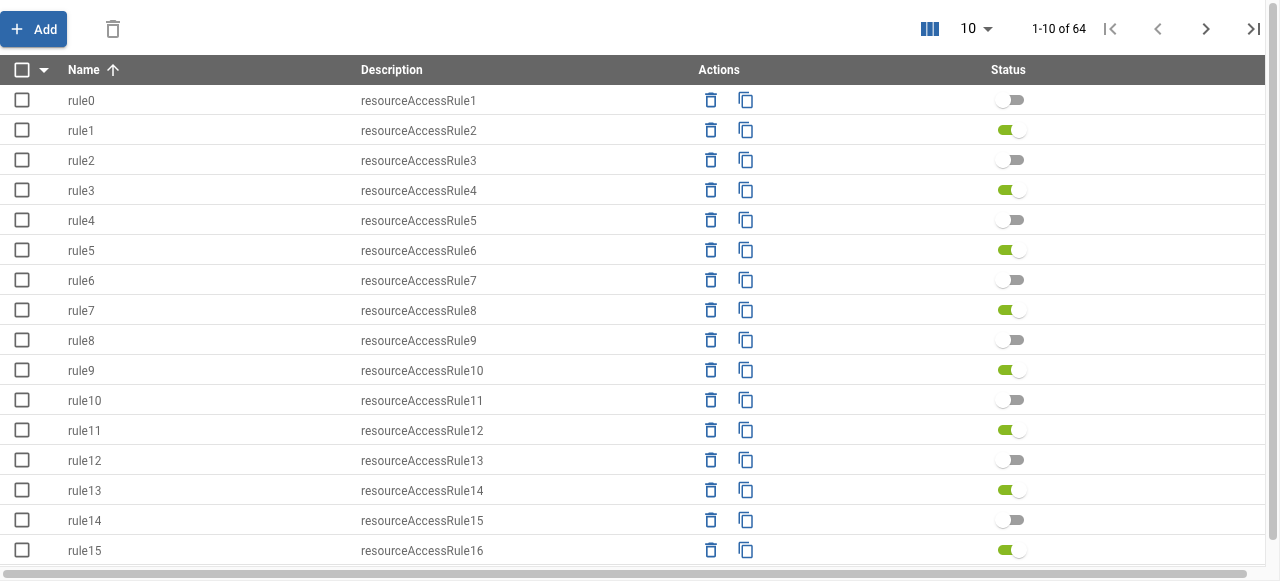 Add 10 1-10 of 64
Name Description Actions Status
rule0 resourceAccessRule1
rule1 resourceAccessRule2
rule2 resourceAccessRule3
rule3 resourceAccessRule4
rule4 resourceAccessRule5
rule5 resourceAccessRule6
rule6 resourceAccessRule7
rule7 resourceAccessRule8
rule8 resourceAccessRule9
rule9 resourceAccessRule10
rule10 resourceAccessRule11
rule11 resourceAccessRule12
rule12 resourceAccessRule13
rule13 resourceAccessRule14
rule14 resourceAccessRule15
rule15 resourceAccessRule16